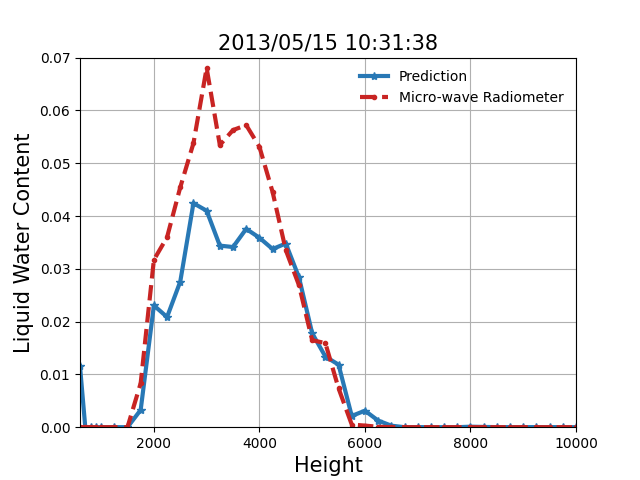 2013/05/15 10:31:38
Prediction
Micro-wave Radiometer
Liquid Water Content
0.07
0.06
0.05
0.04
0.03
0.02
0.01
0.00
2000 4000 6000 8000 10000
Height